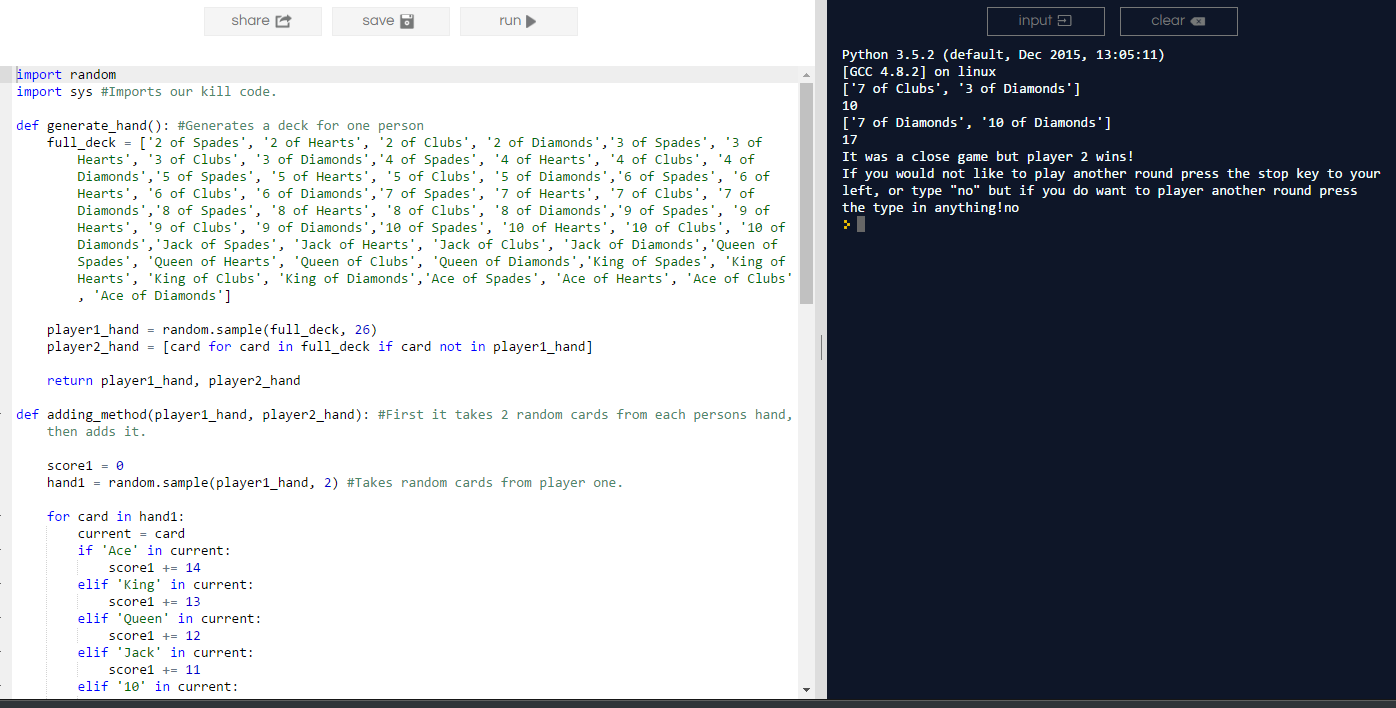 share
save
run
input
clear
import random
import sys #Imports our kill code.
def generate_hand(): #Generates a deck for one person
full_deck = ['2 of Spades', '2 of Hearts', '2 of Clubs', '2 of Diamonds','3 of Spades', '3 of
Hearts', '3 of Clubs', '3 of Diamonds','4 of Spades', '4 of Hearts', '4 of Clubs', '4 of
Diamonds','5 of Spades', '5 of Hearts', '5 of Clubs', '5 of Diamonds','6 of Spades', '6 of
Hearts', '6 of Clubs', '6 of Diamonds','7 of Spades', '7 of Hearts', '7 of Clubs', '7 of
Diamonds','8 of Spades', '8 of Hearts', '8 of Clubs', '8 of Diamonds','9 of Spades', '9 of
Hearts', '9 of Clubs', '9 of Diamonds','10 of Spades', '10 of Hearts', '10 of Clubs', '10 of
Diamonds','Jack of Spades', 'Jack of Hearts', 'Jack of Clubs', 'Jack of Diamonds','Queen of
Spades', 'Queen of Hearts', 'Queen of Clubs', 'Queen of Diamonds','King of Spades', 'King of
Hearts', 'King of Clubs', 'King of Diamonds','Ace of Spades', 'Ace of Hearts', 'Ace of Clubs'
, 'Ace of Diamonds']
player1_hand = random.sample(full_deck, 26)
player2_hand = [card for card in full_deck if card not in player1_hand]
return player1_hand, player2_hand
def adding_method(player1_hand, player2_hand): #First it takes 2 random cards from each persons hand,
then adds it.
score1 = 0
hand1 = random.sample(player1_hand, 2) #Takes random cards from player one.
for card in hand1:
current = card
if 'Ace' in current:
score1 += 14
elif 'King' in current:
score1 += 13
elif 'Queen' in current:
score1 += 12
elif 'Jack' in current:
score1 += 11
elif '10' in current:
Python 3.5.2 (default, Dec 2015, 13:05:11)
[GCC 4.8.2] on linux
['7 of Clubs', '3 of Diamonds']
10
['7 of Diamonds', '10 of Diamonds']
17
It was a close game but player 2 wins!
If you would not like to play another round press the stop key to your
left, or type "no" but if you do want to player another round press
the type in anything!no
>